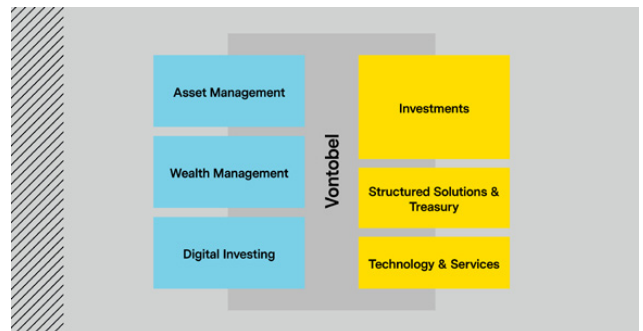 Asset Management
Wealth Management
Digital Investing
Vontobel
Investments
Structured Solutions &
Treasury
Technology & Services